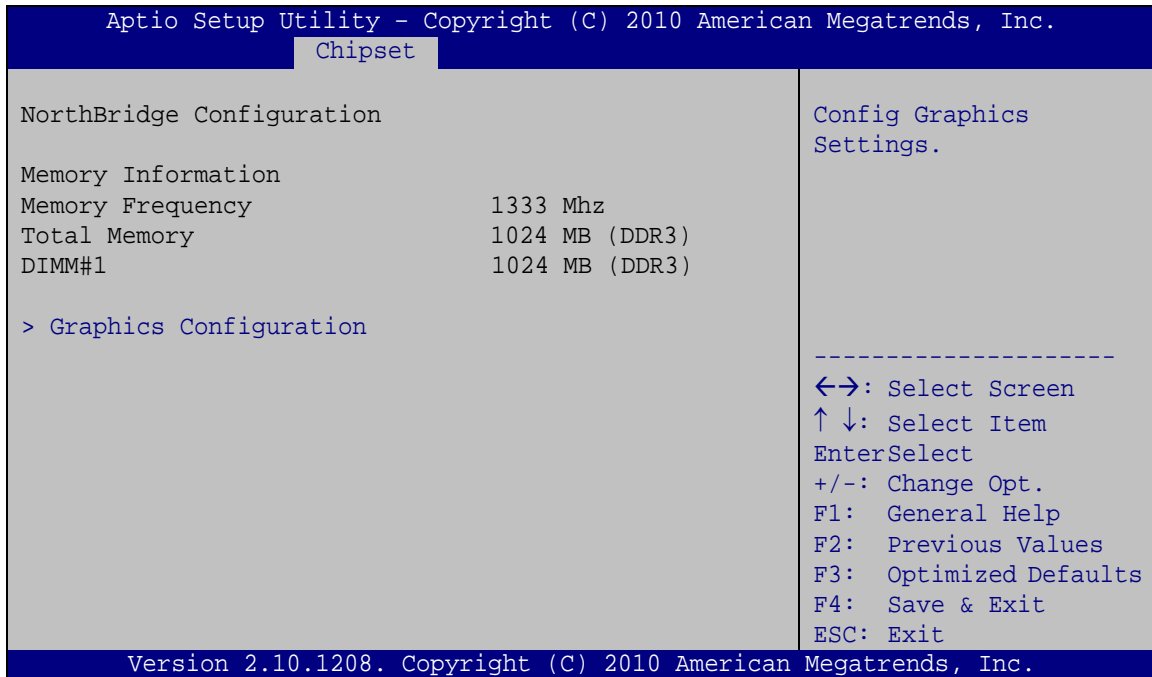 Aptio Setup Utility – Copyright (C) 2010 American Megatrends, Inc.
Chipset
NorthBridge Configuration
Memory Information
Memory Frequency 1333 Mhz
Total Memory 1024 MB (DDR3)
DIMM#1 1024 MB (DDR3)
> Graphics Configuration
Config Graphics
Settings.
---------------------
←→: Select Screen
↑ ↓: Select Item
EnterSelect
+/-: Change Opt.
F1: General Help
F2: Previous Values
F3: Optimized Defaults
F4: Save & Exit
ESC: Exit
Version 2.10.1208. Copyright (C) 2010 American Megatrends, Inc.